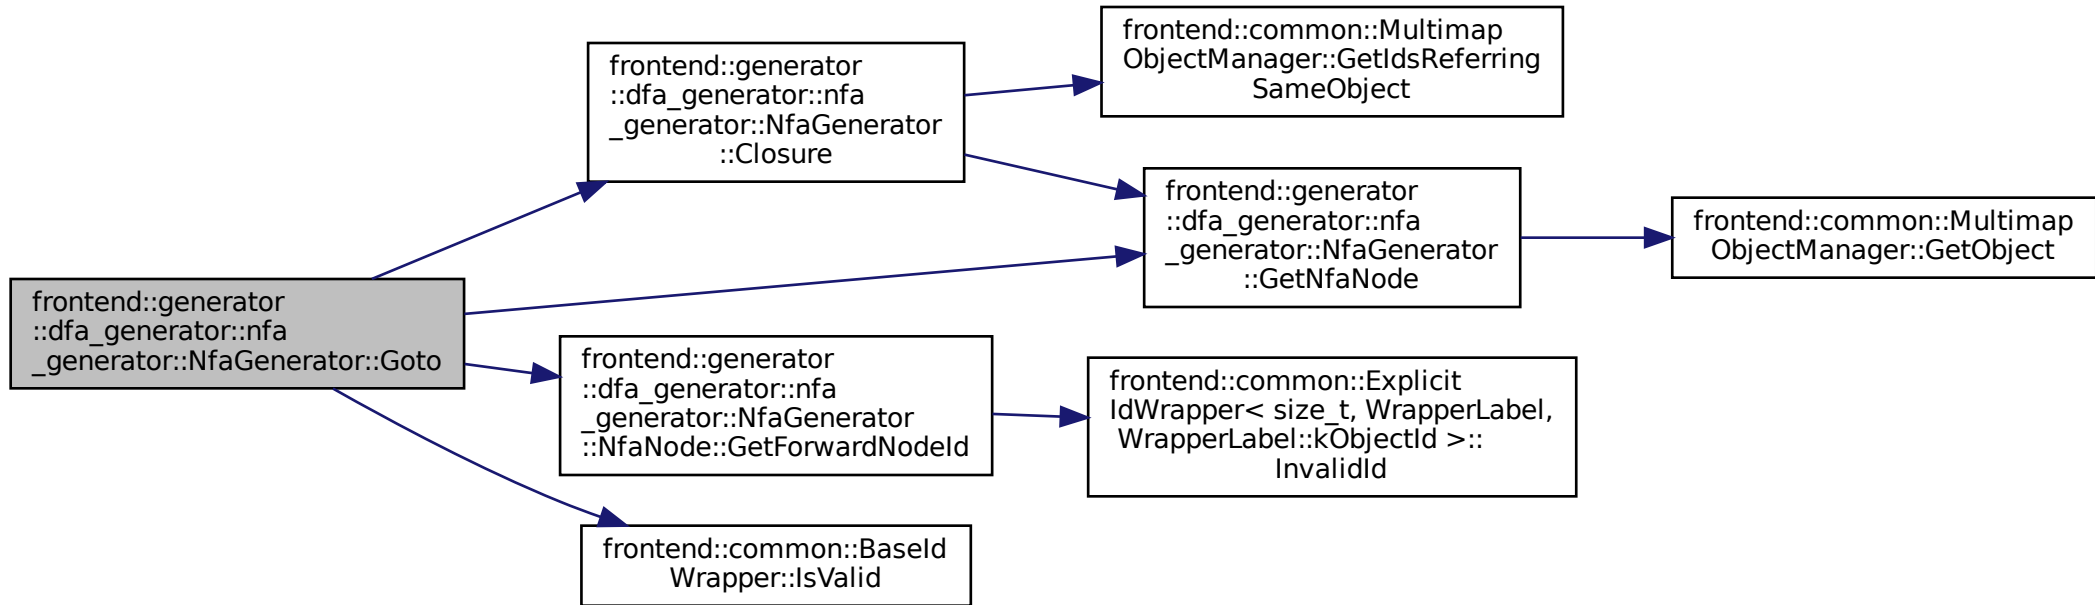 frontend::generator
::dfa_generator::nfa
_generator::NfaGenerator::Goto
frontend::generator
::dfa_generator::nfa
_generator::NfaGenerator
::Closure
frontend::common::Multimap
ObjectManager::GetIdsReferring
SameObject
frontend::generator
::dfa_generator::nfa
_generator::NfaGenerator
::GetNfaNode
frontend::common::Multimap
ObjectManager::GetObject
frontend::generator
::dfa_generator::nfa
_generator::NfaGenerator
::NfaNode::GetForwardNodeId
frontend::common::Explicit
IdWrapper< size_t, WrapperLabel,
WrapperLabel::kObjectId >::
InvalidId
frontend::common::BaseId
Wrapper::IsValid